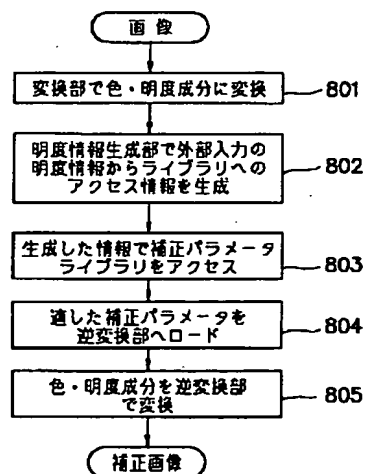 画像
変換部で色・明度成分に変換
801
明度情報生成部で外部入力の
明度情報からライブラリへの
アクセス情報を生成
802
生成した情報で補正パラメータ
ライブラリをアクセス
803
適した補正パラメータを
逆変換部へロード
804
色・明度成分を逆変換部
で変換
805
補正画像